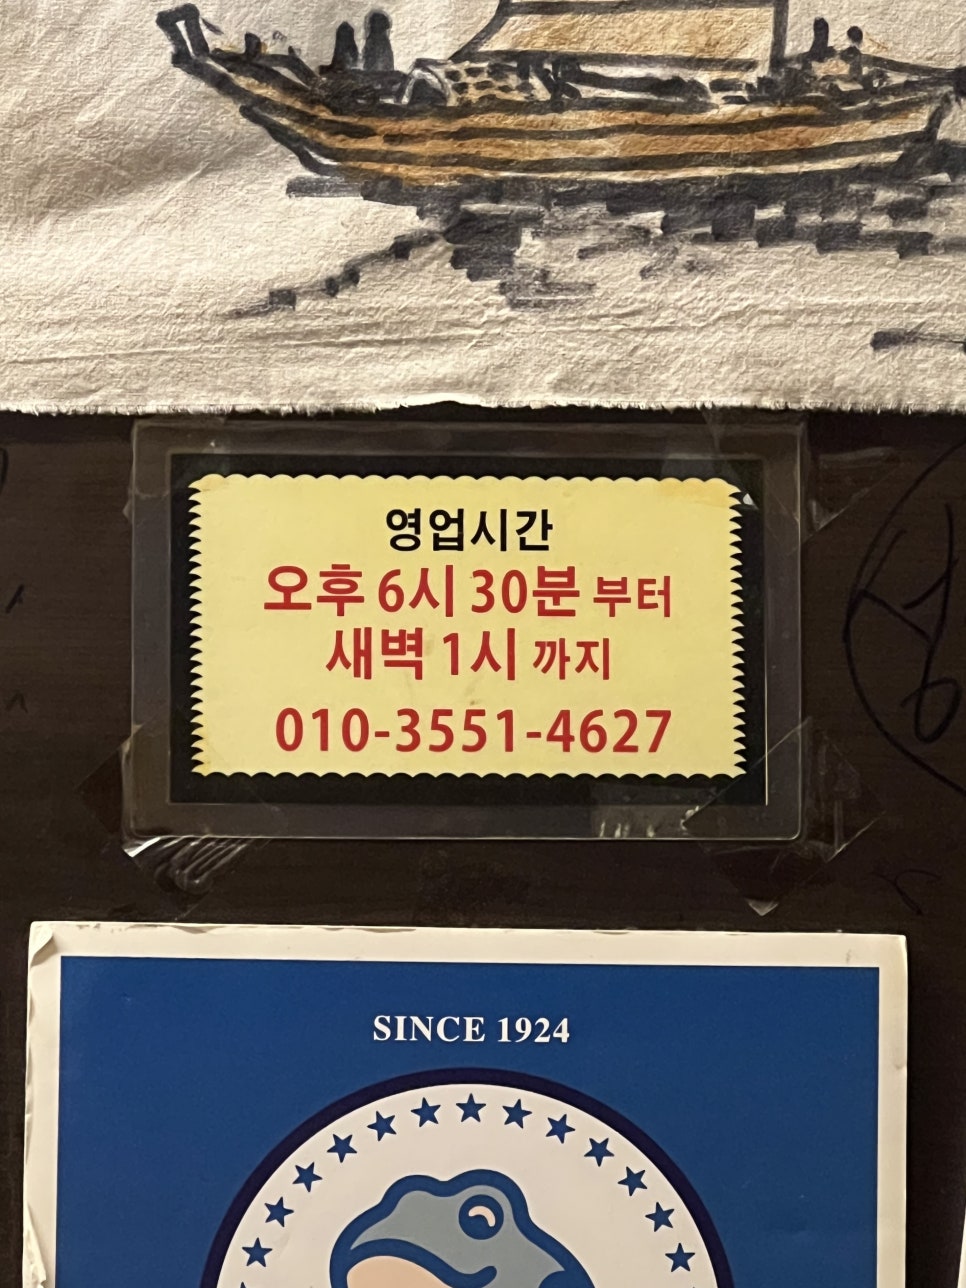 영업시간
오후 6시 30분 부터
새벽 1시 까지
010-3551-4627
SINCE 1924